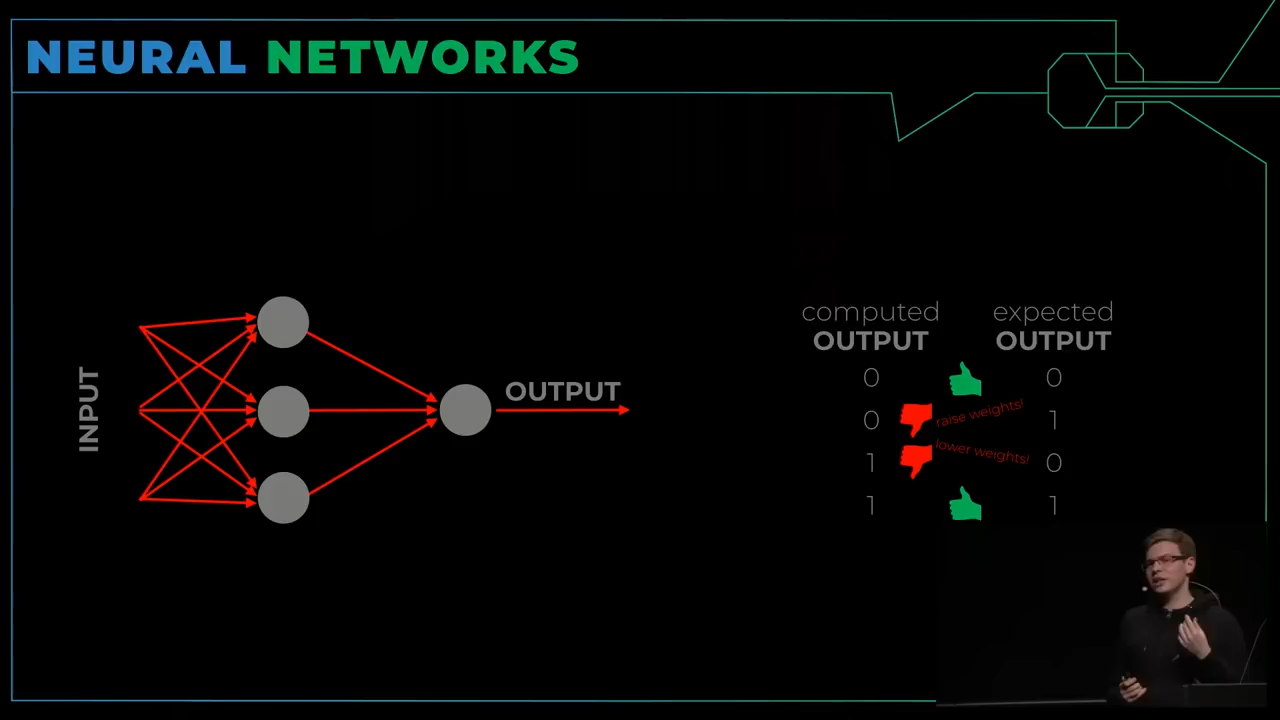 NEURAL NETWORKS
INPUT
OUTPUT
computed expected
OUTPUT OUTPUT
0 0
0 raise weights! 1
1 lower weights! 0
1 1